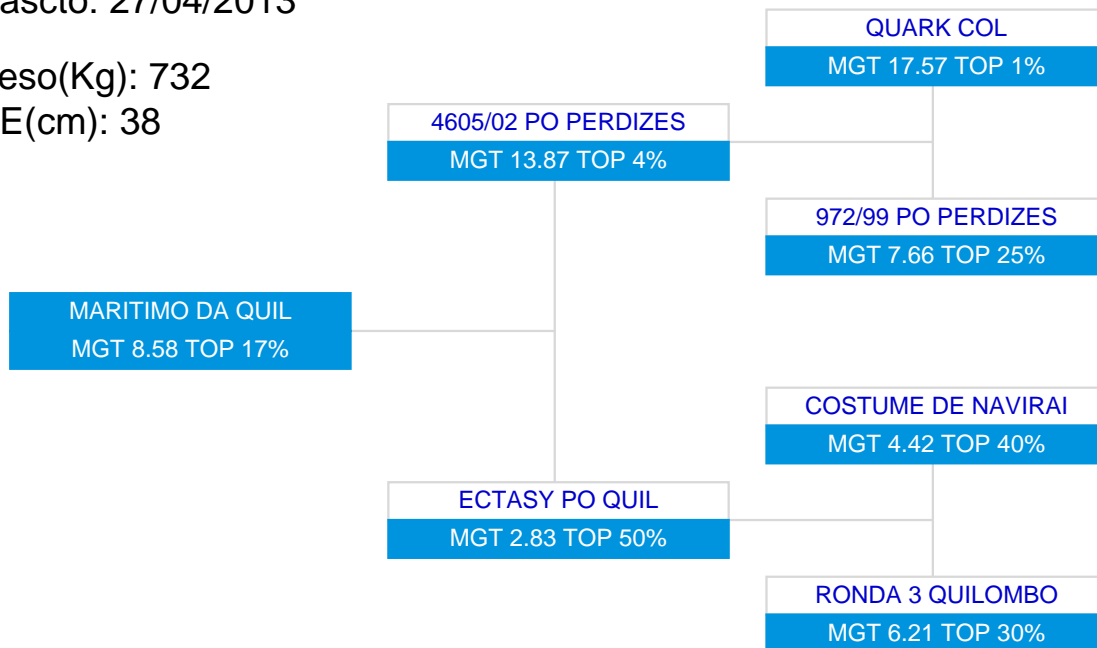 ascto: 27/04/2013
eso(Kg): 732
E(cm): 38
QUARK COL
MGT 17.57 TOP 1%
4605/02 PO PERDIZES
MGT 13.87 TOP 4%
972/99 PO PERDIZES
MGT 7.66 TOP 25%
MARITIMO DA QUIL
MGT 8.58 TOP 17%
COSTUME DE NAVIRAI
MGT 4.42 TOP 40%
ECTASY PO QUIL
MGT 2.83 TOP 50%
RONDA 3 QUILOMBO
MGT 6.21 TOP 30%